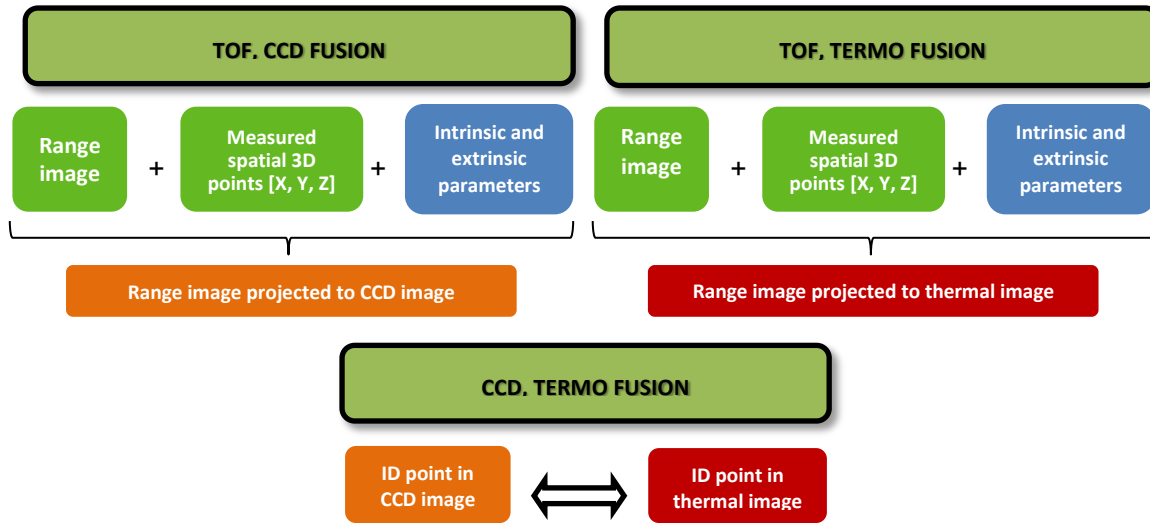 TOF, CCD FUSION
TOF, TERMO FUSION
Range
image
+
Measured
spatial 3D
points [X, Y, Z]
+
Intrinsic and
extrinsic
parameters
Range
image
+
Measured
spatial 3D
points [X, Y, Z]
+
Intrinsic and
extrinsic
parameters
Range image projected to CCD image
Range image projected to thermal image
CCD, TERMO FUSION
ID point in
CCD image
ID point in
thermal image